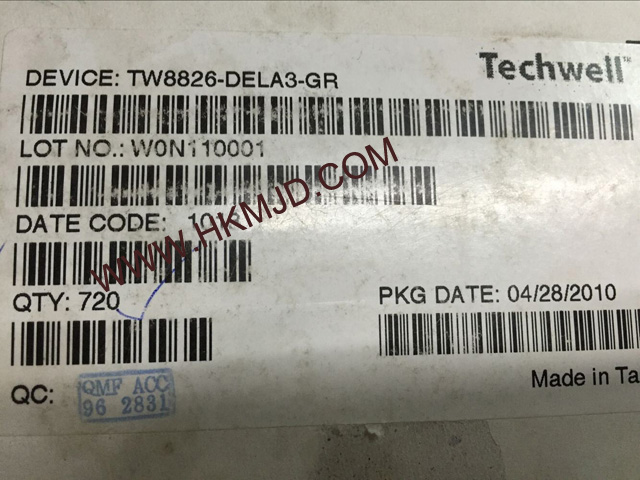 Techwell™
DEVICE: TW8826-DELA3-GR
LOT NO.: W0N110001
DATE CODE: 10
WWW.HKMJD.COM
QTY: 720
PKG DATE: 04/28/2010
Made in Ta
QC:
QMF ACC
96 2831